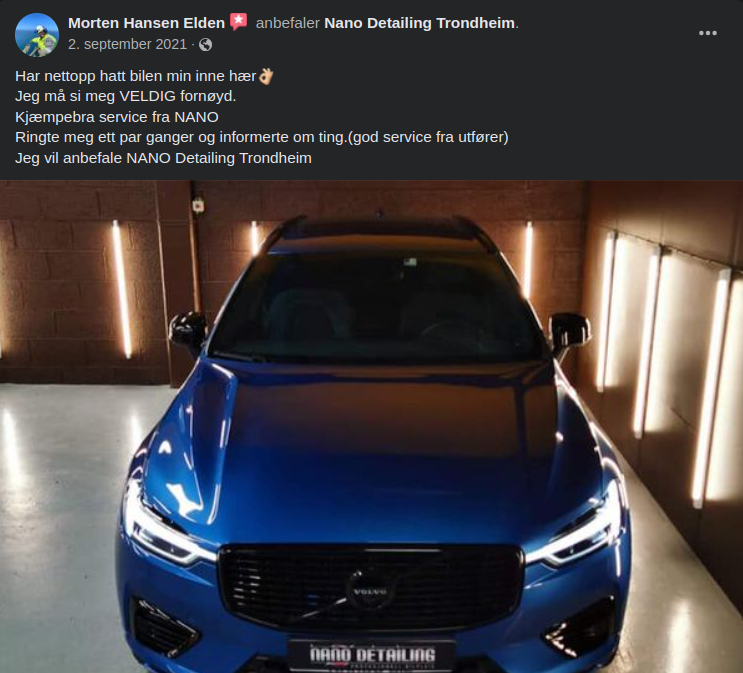 Morten Hansen Elden anbefaler Nano Detailing Trondheim.
2. september 2021 ·
Har nettopp hatt bilen min inne hær👌🏼
Jeg må si meg VELDIG fornøyd.
Kjæmpebra service fra NANO
Ringte meg ett par ganger og informerte om ting.(god service fra utfører)
Jeg vil anbefale NANO Detailing Trondheim
VOLVO
NANO DETAILING
PROFESJONELL BILPLEIE